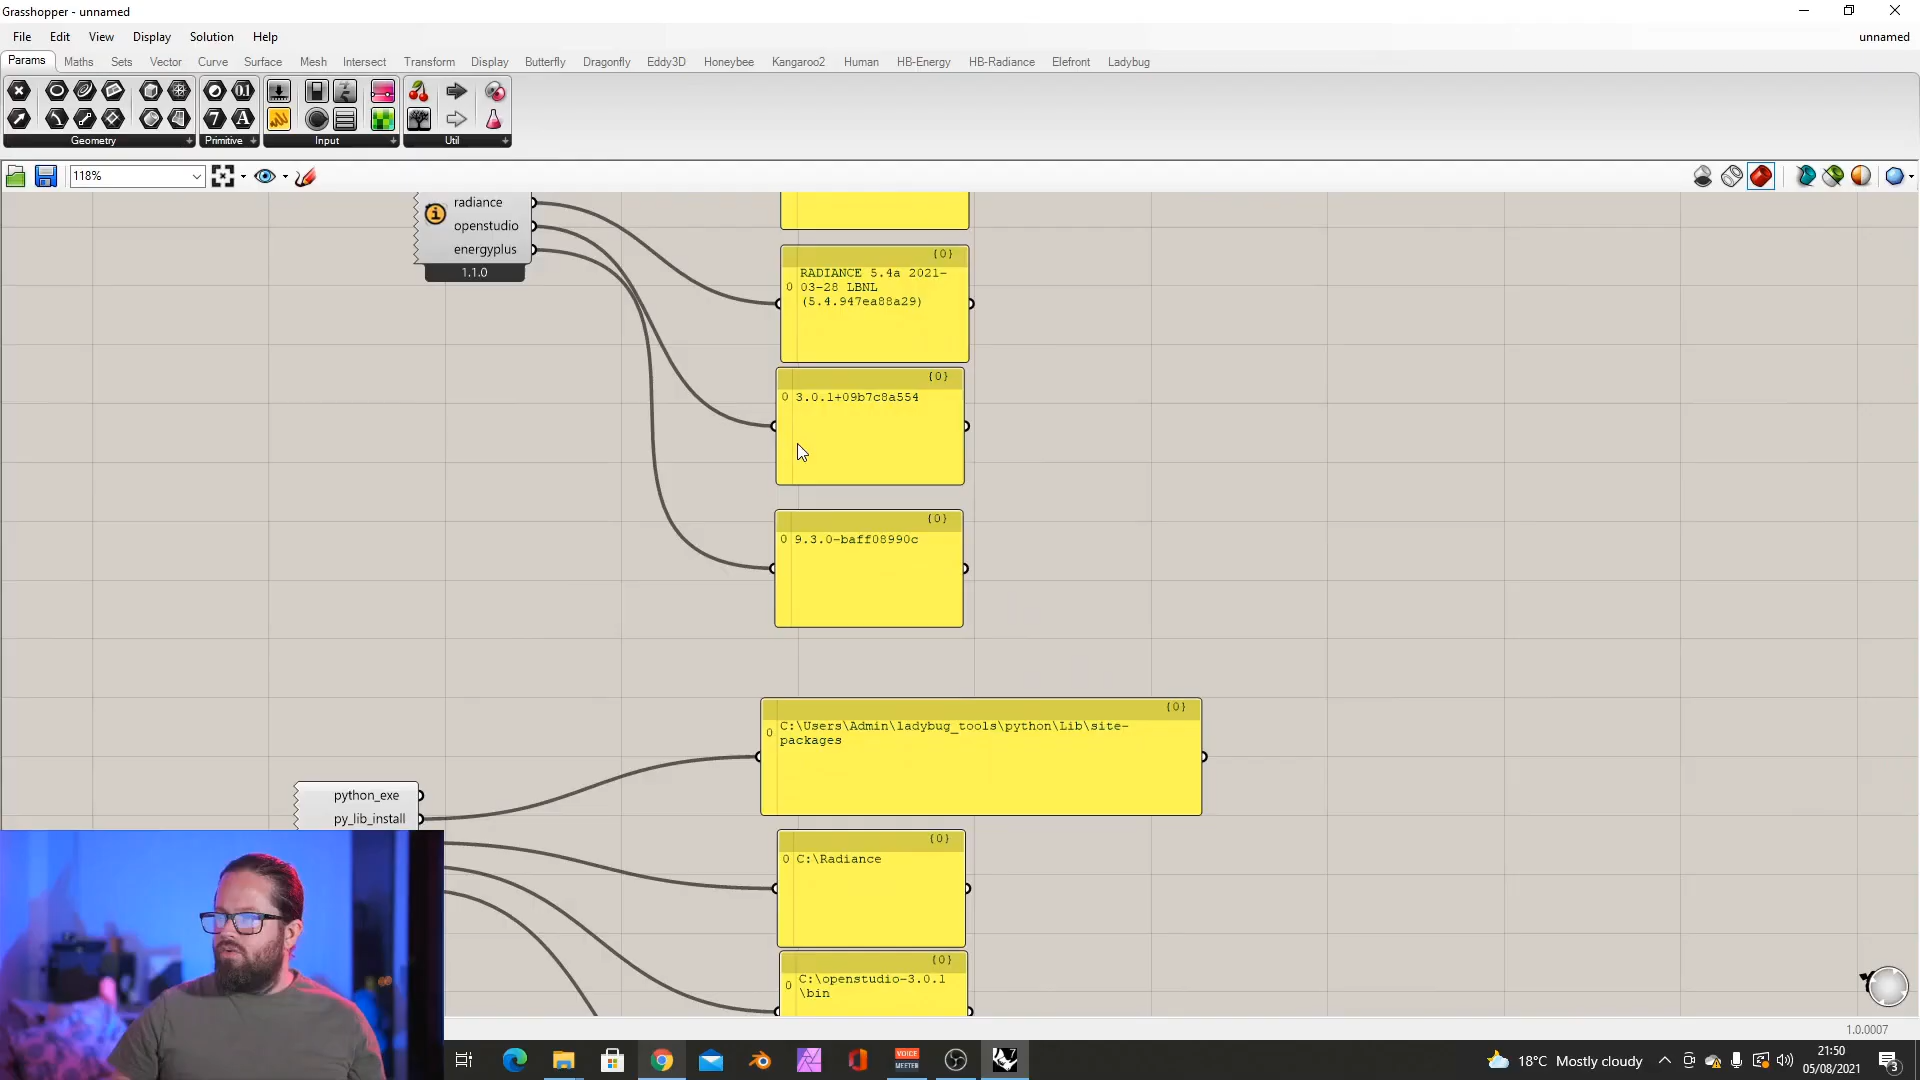 Grasshopper - unnamed
File Edit View Display Solution Help
unnamed
Params Maths Sets Vector Curve Surface Mesh Intersect Transform Display Butterfly Dragonfly Eddy3D Honeybee Kangaroo2 Human HB-Energy HB-Radiance Elefront Ladybug
Geometry Primitive Input Util
118%
radiance
openstudio
energyplus
1.1.0
{0}
0 RADIANCE 5.4a 2021-
03-28 LBNL
(5.4.947ea88a29)
{0}
0 3.0.1+09b7c8a554
{0}
0 9.3.0-baff08990c
{0}
0 C:\Users\Admin\ladybug_tools\python\Lib\site-
packages
python_exe
py_lib_install
{0}
0 C:\Radiance
{0}
0 C:\openstudio-3.0.1
\bin
1.0.0007
VOICE
MEETER
7
18°C Mostly cloudy
21:50
05/08/2021
3